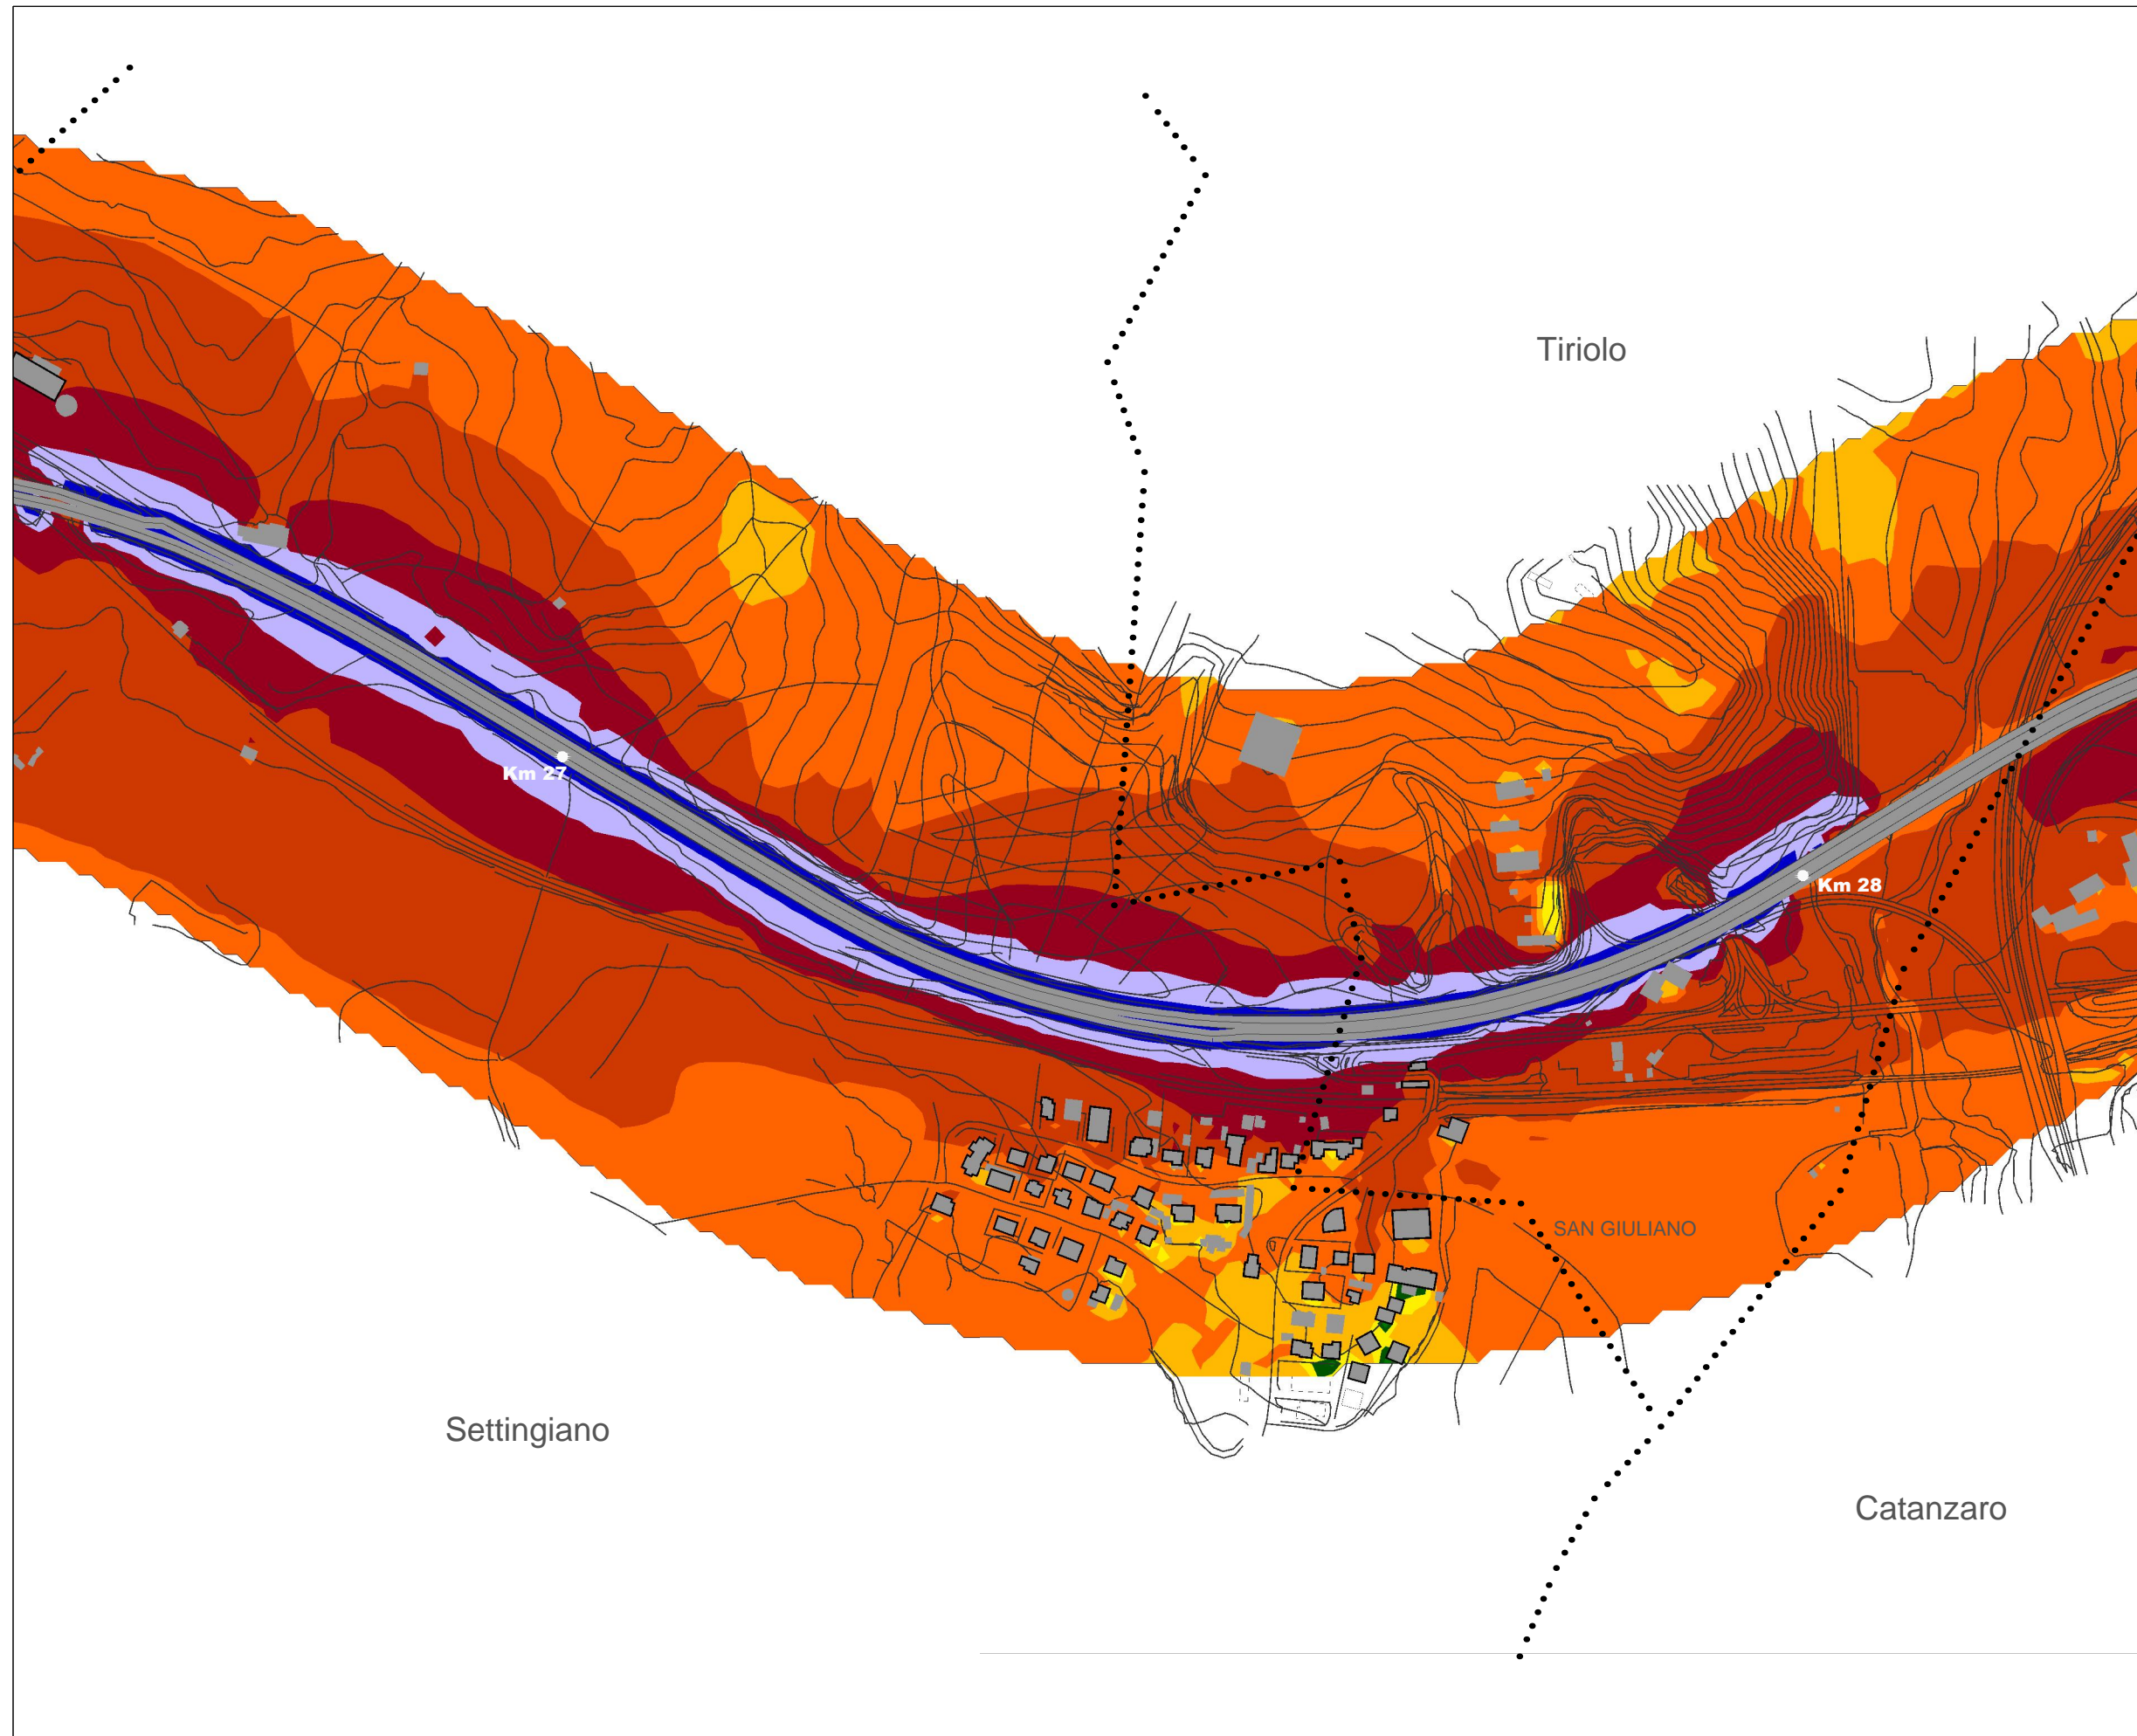 Tiriolo
Km 27
Km 28
SAN GIULIANO
Settingiano
Catanzaro